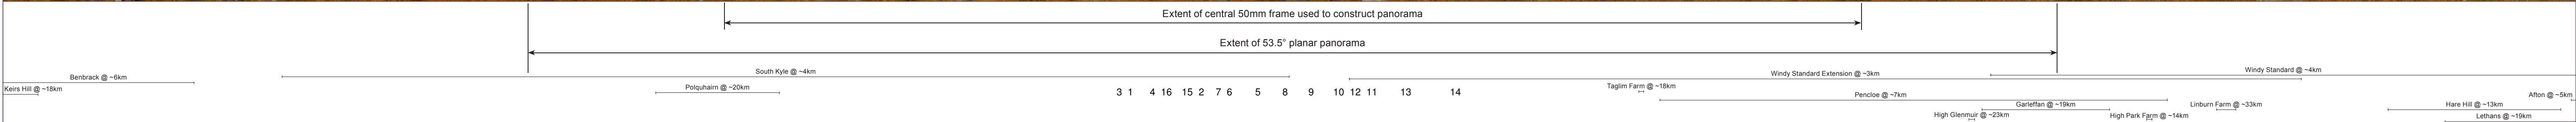 Extent of central 50mm frame used to construct panorama
Extent of 53.5° planar panorama
Benbrack @ ~6km
South Kyle @ ~4km
Windy Standard Extension @ ~3km
Windy Standard @ ~4km
Keirs Hill @ ~18km
Polquhairn @ ~20km
3 1 4 16 15 2 7 6 5 8 9 10 12 11 13 14
Taglim Farm @ ~18km
Pencloe @ ~7km
Afton @ ~5km
Garleffan @ ~19km
Linburn Farm @ ~33km
Hare Hill @ ~13km
High Glenmuir @ ~23km
High Park Farm @ ~14km
Lethans @ ~19km